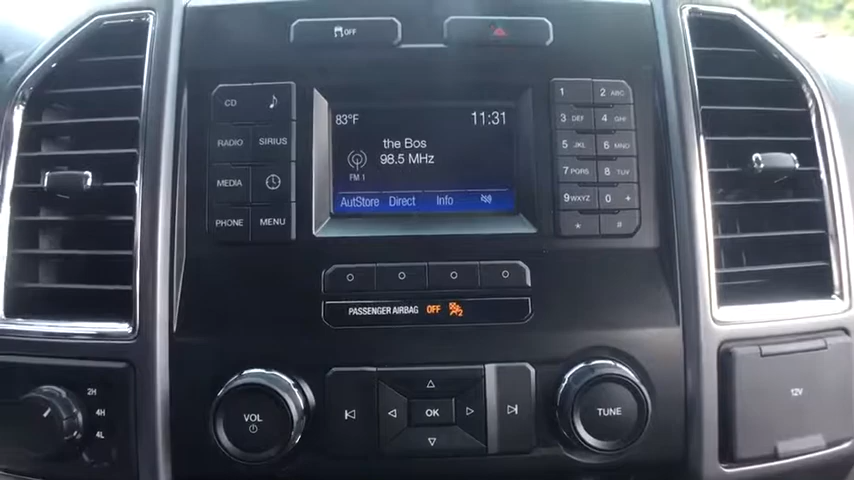 OFF
CD
RADIO SIRIUS
MEDIA
PHONE MENU
83°F 11:31
the Bos
98.5 MHz
FM 1
AutStore Direct Info
1 2 ABC
3 DEF 4 GHI
5 JKL 6 MNO
7 PQRS 8 TUV
9 WXYZ 0 +
* #
PASSENGER AIRBAG OFF 2
2H
4H
4L
VOL
OK
TUNE
12V